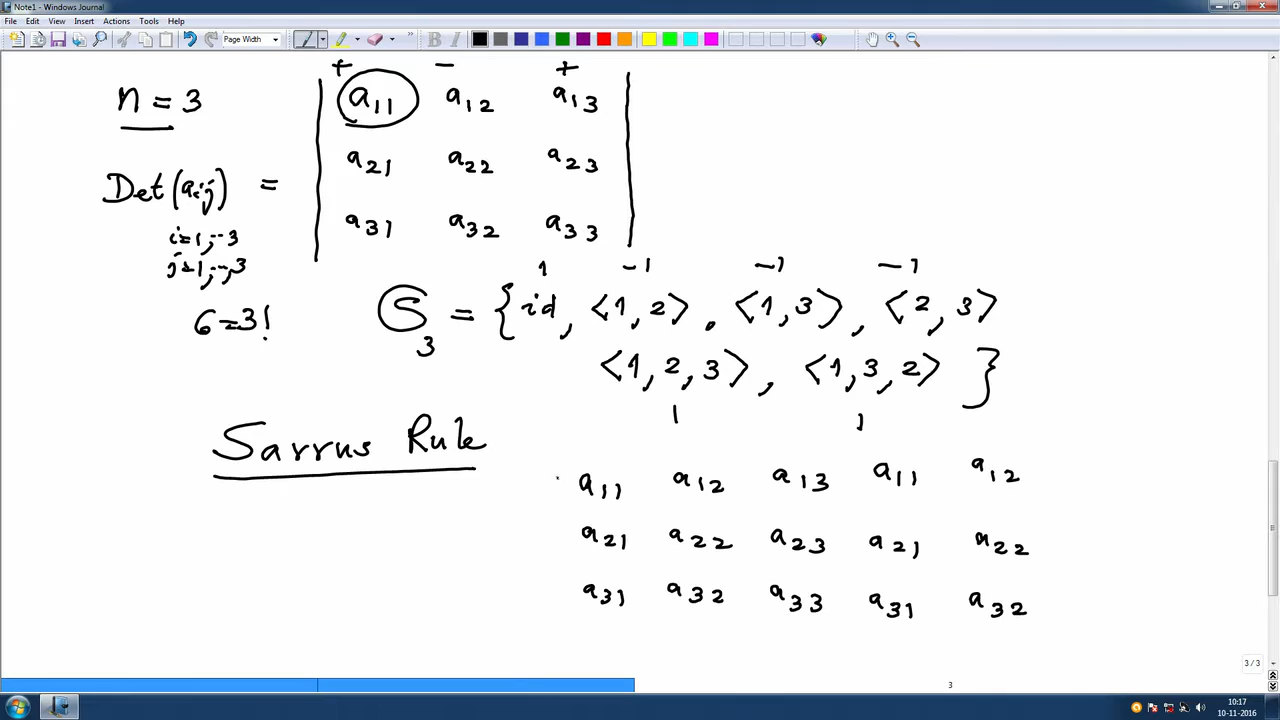 Note1 - Windows Journal
File Edit View Insert Actions Tools Help
Page Width B I
+ - +
n = 3 a11 a12 a13
a21 a22 a23
Det(aij) =
a31 a32 a33
i=1,--3
j=1,--,3
1 -1 -1 -1
6=3! S3 = {id, <1,2>, <1,3>, <2,3>
<1,2,3>, <1,3,2> }
1 1
Sarrus Rule
a11 a12 a13 a11 a12
a21 a22 a23 a21 a22
a31 a32 a33 a31 a32
3/3
3
10:17
10-11-2016